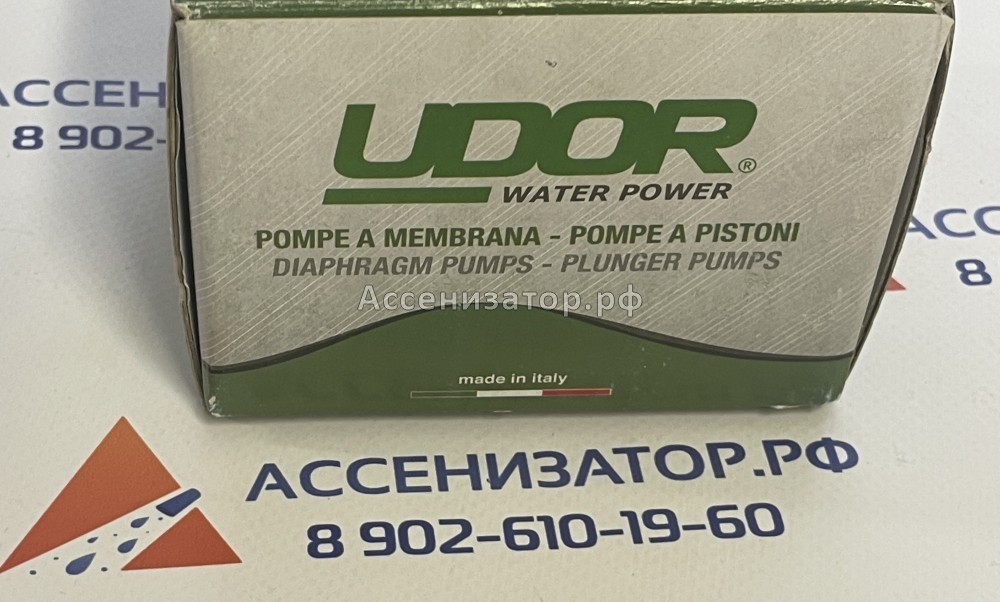 UDOR®
WATER POWER
POMPE A MEMBRANA - POMPE A PISTONI
DIAPHRAGM PUMPS - PLUNGER PUMPS
Ассенизатор.рф
made in italy
АССЕН
8 902-
АСС
8
АССЕНИЗАТОР.РФ
8 902-610-19-60